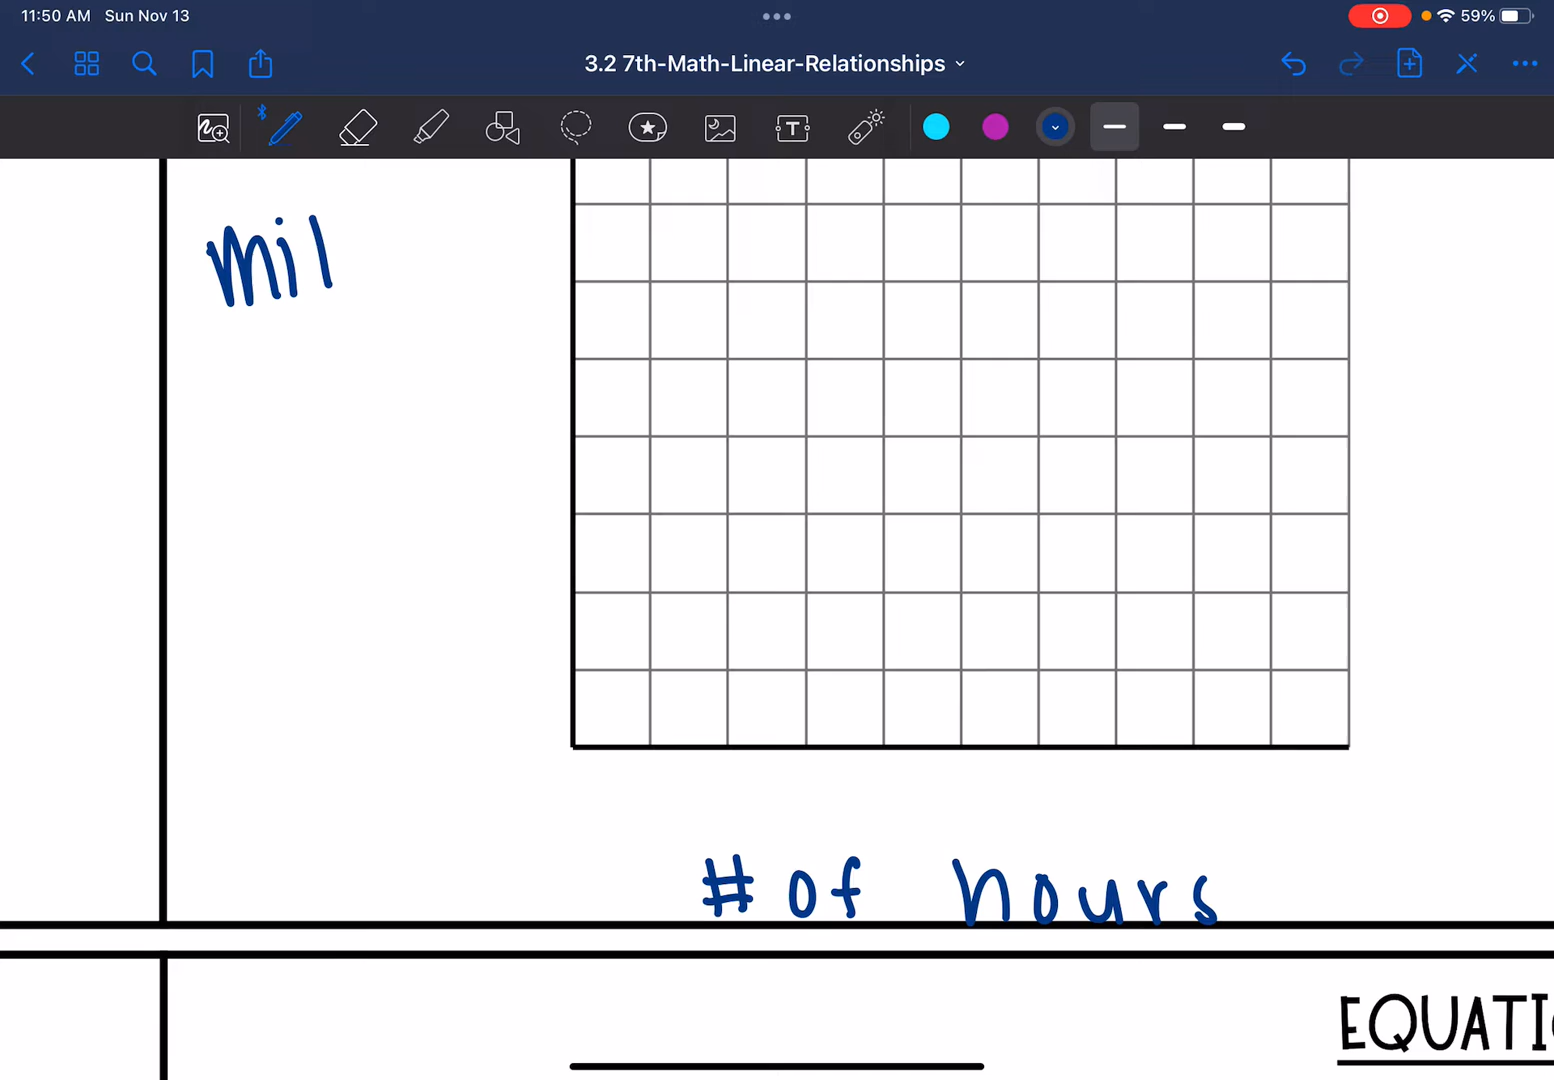 11:50 AM Sun Nov 13
59%
3.2 7th-Math-Linear-Relationships
T
mil
# of hours
EQUATI